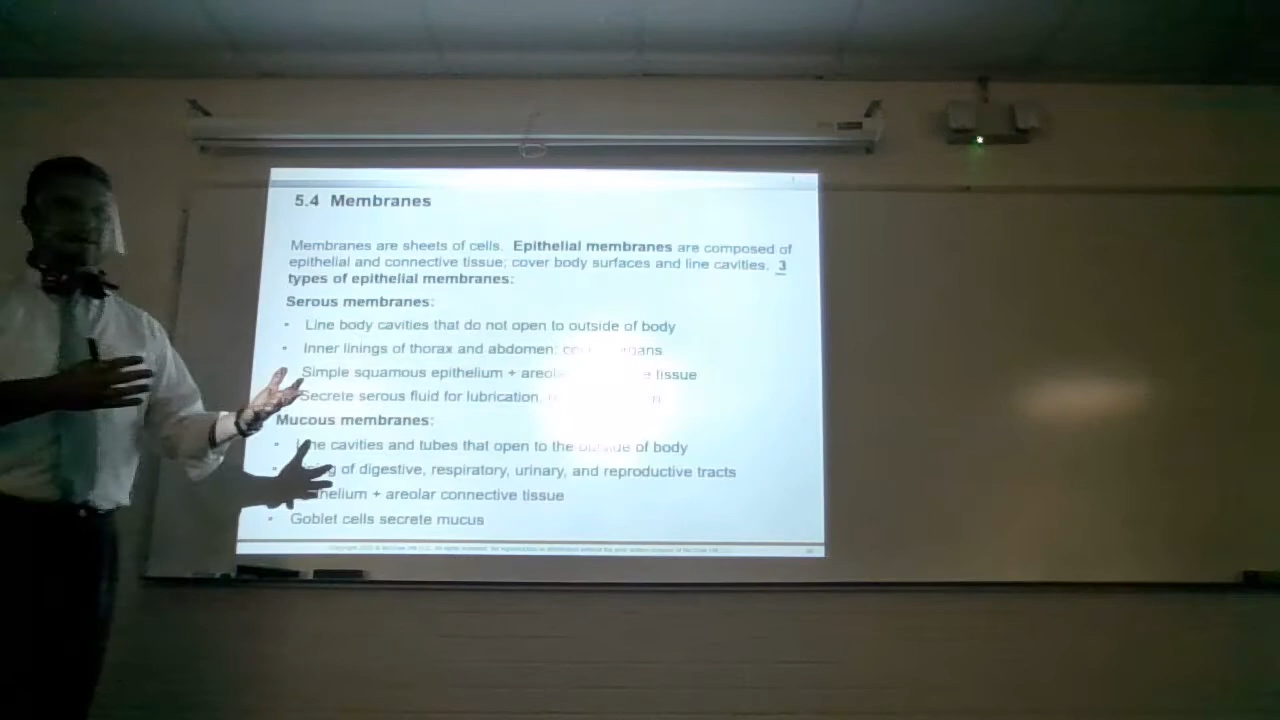 5.4 Membranes
Membranes are sheets of cells. Epithelial membranes are composed of
epithelial and connective tissue; cover body surfaces and line cavities. 3
types of epithelial membranes:
Serous membranes:
• Line body cavities that do not open to outside of body
• Inner linings of thorax and abdomen;
Simple squamous epithelium + tissue
Secrete serous fluid for lubrication,
Mucous membranes:
• cavities and tubes that open to the outside of body
• of digestive, respiratory, urinary, and reproductive tracts
+ areolar connective tissue
• Goblet cells secrete mucus